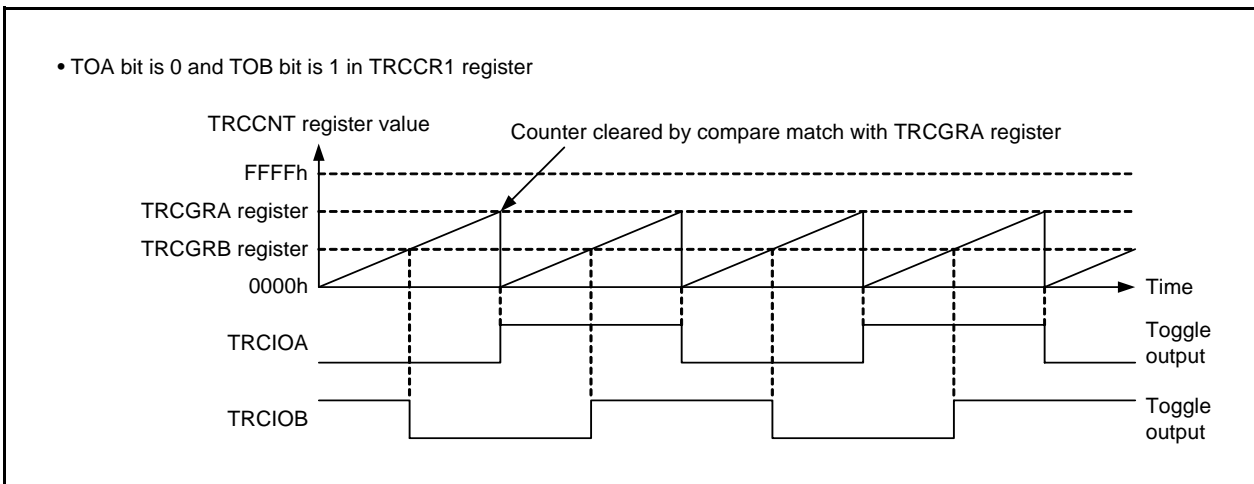 • TOA bit is 0 and TOB bit is 1 in TRCCR1 register
TRCCNT register value
Counter cleared by compare match with TRCGRA register
FFFFh
TRCGRA register
TRCGRB register
0000h
Time
TRCIOA
Toggle
output
TRCIOB
Toggle
output